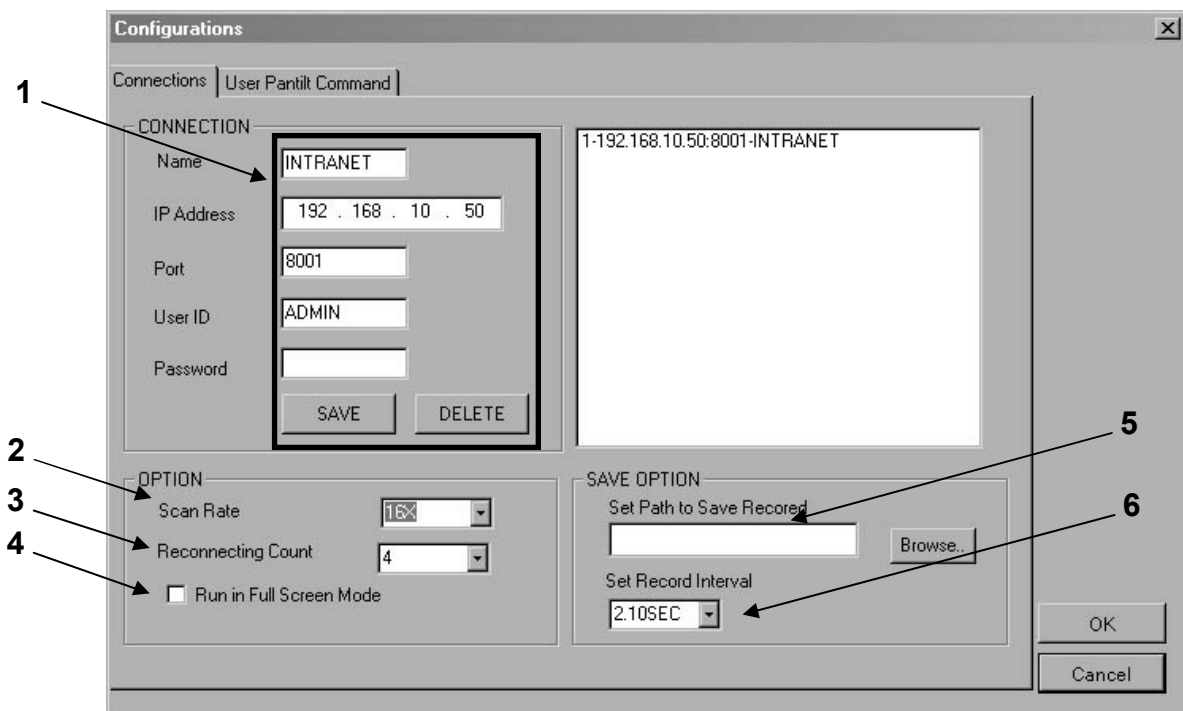 Configurations
Connections User Pantilt Command
1
CONNECTION
Name INTRANET
IP Address 192 . 168 . 10 . 50
Port 8001
User ID ADMIN
Password
SAVE DELETE
1-192.168.10.50:8001-INTRANET
2
3
4
OPTION
Scan Rate 16X
Reconnecting Count 4
Run in Full Screen Mode
5
6
SAVE OPTION
Set Path to Save Recored
Browse..
Set Record Interval
2.10SEC
OK
Cancel